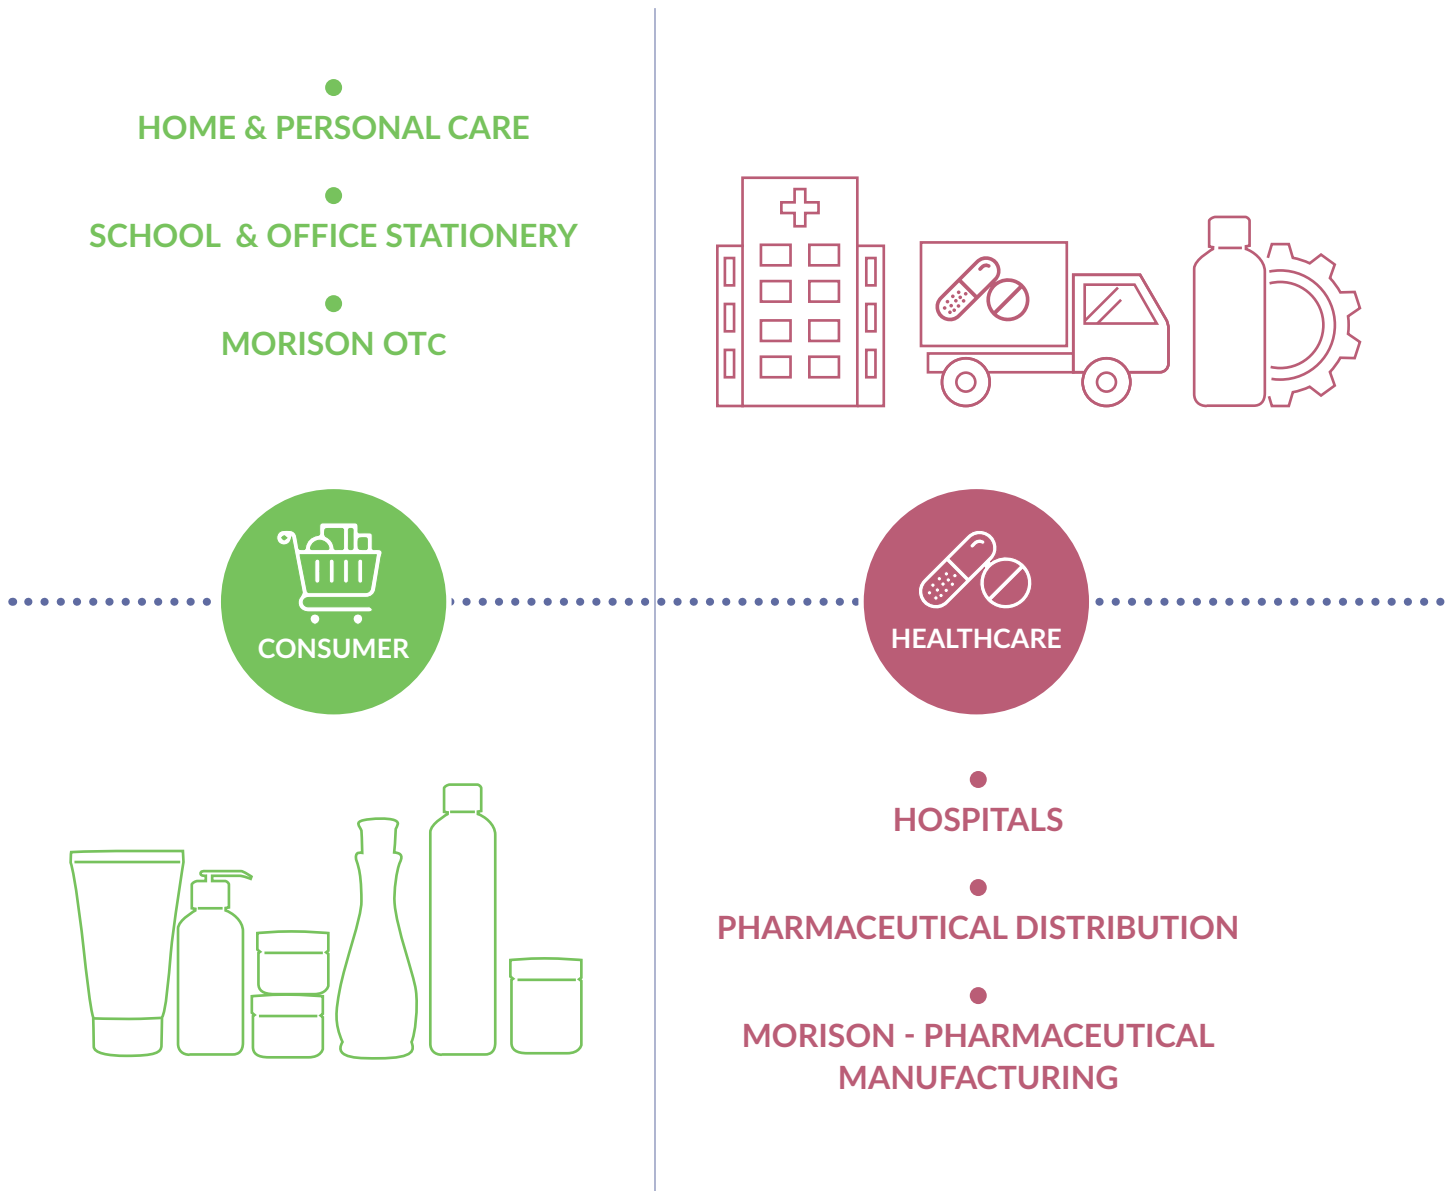 HOME & PERSONAL CARE
SCHOOL & OFFICE STATIONERY
MORISON OTC
CONSUMER
HEALTHCARE
HOSPITALS
PHARMACEUTICAL DISTRIBUTION
MORISON - PHARMACEUTICAL
MANUFACTURING